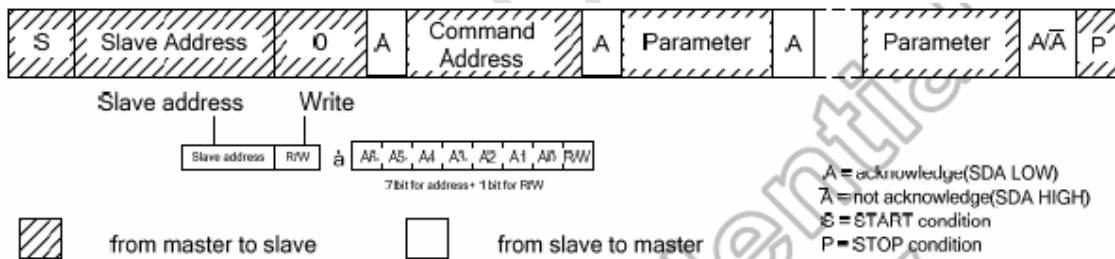 S Slave Address 0 A Command Address A Parameter A Parameter A/A̅ P
Slave address Write
Slave address R/W à A6 A5 A4 A3 A2 A1 A0 R/W
7bit for address+ 1bit for R/W
A = acknowledge(SDA LOW)
A̅ = not acknowledge(SDA HIGH)
S = START condition
P = STOP condition
from master to slave from slave to master